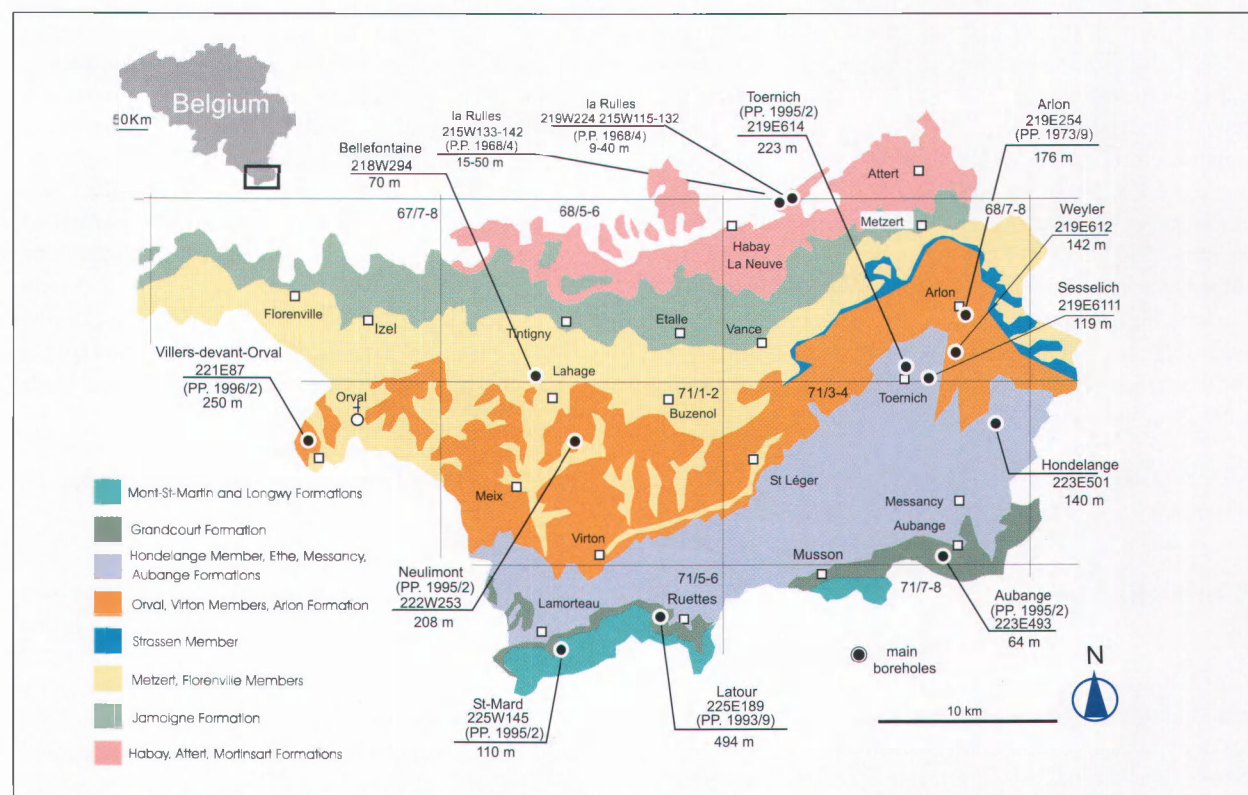 Belgium
50Km
Bellefontaine
218W294
70 m
la Rulles
215W133-142
(P.P. 1968/4)
15-50 m
la Rulles
219W224 215W115-132
(P.P. 1968/4)
9-40 m
Toernich
(PP. 1995/2)
219E614
223 m
Arlon
219E254
(PP. 1973/9)
176 m
Weyler
219E612
142 m
Sesselich
219E6111
119 m
67/7-8
68/5-6
68/7-8
Attert
Metzert
Habay
La Neuve
Arlon
Florenville
Izel
Tintigny
Etalle
Vance
Villers-devant-Orval
221E87
(PP. 1996/2)
250 m
Orval
Lahage
71/1-2
Buzenol
71/3-4
Toernich
Meix
St Léger
Virton
Hondelange
223E501
140 m
Messancy
Aubange
Musson
Neulimont
(PP. 1995/2)
222W253
208 m
Lamorteau
71/5-6
Ruettes
71/7-8
Aubange
(PP. 1995/2)
223E493
64 m
St-Mard
225W145
(PP. 1995/2)
110 m
Latour
225E189
(PP. 1993/9)
494 m
main
boreholes
10 km
N
Mont-St-Martin and Longwy Formations
Grandcourt Formation
Hondelange Member, Ethe, Messancy,
Aubange Formations
Orval, Virton Members, Arlon Formation
Strassen Member
Metzert, Florenville Members
Jamoigne Formation
Habay, Attert, Mortinsart Formations